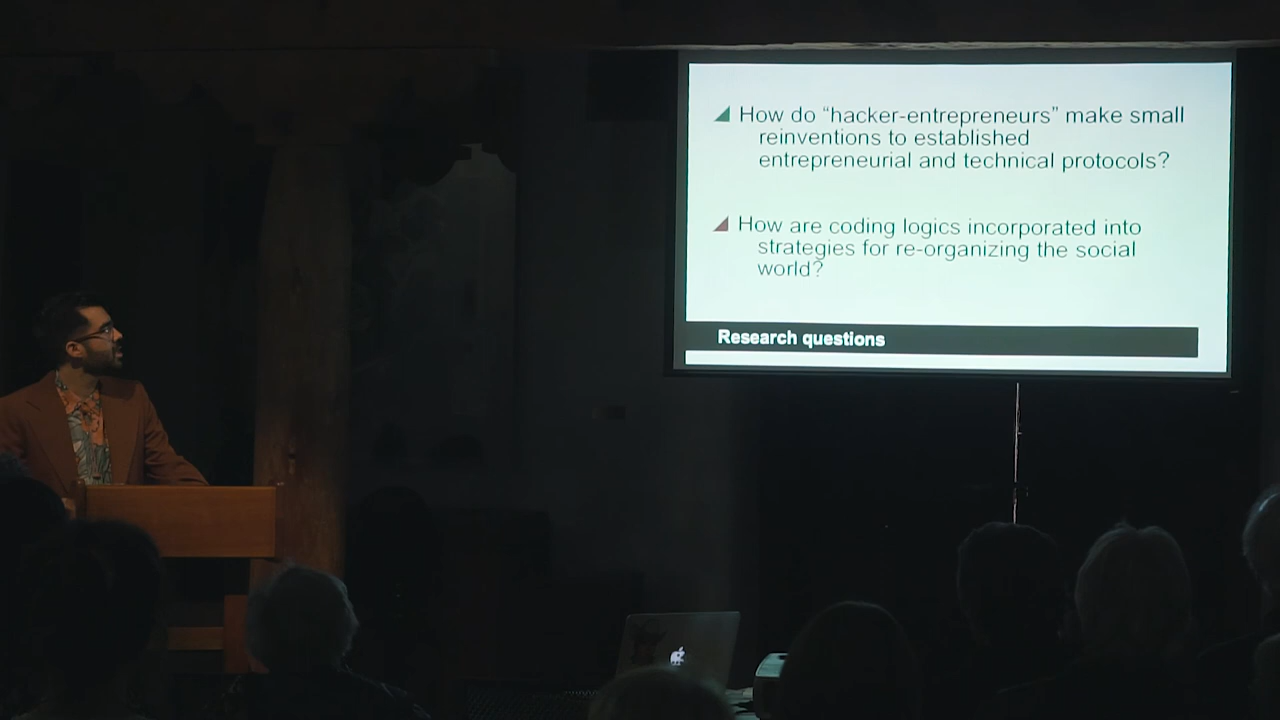 How do “hacker-entrepreneurs” make small
reinventions to established
entrepreneurial and technical protocols?
How are coding logics incorporated into
strategies for re-organizing the social
world?
Research questions